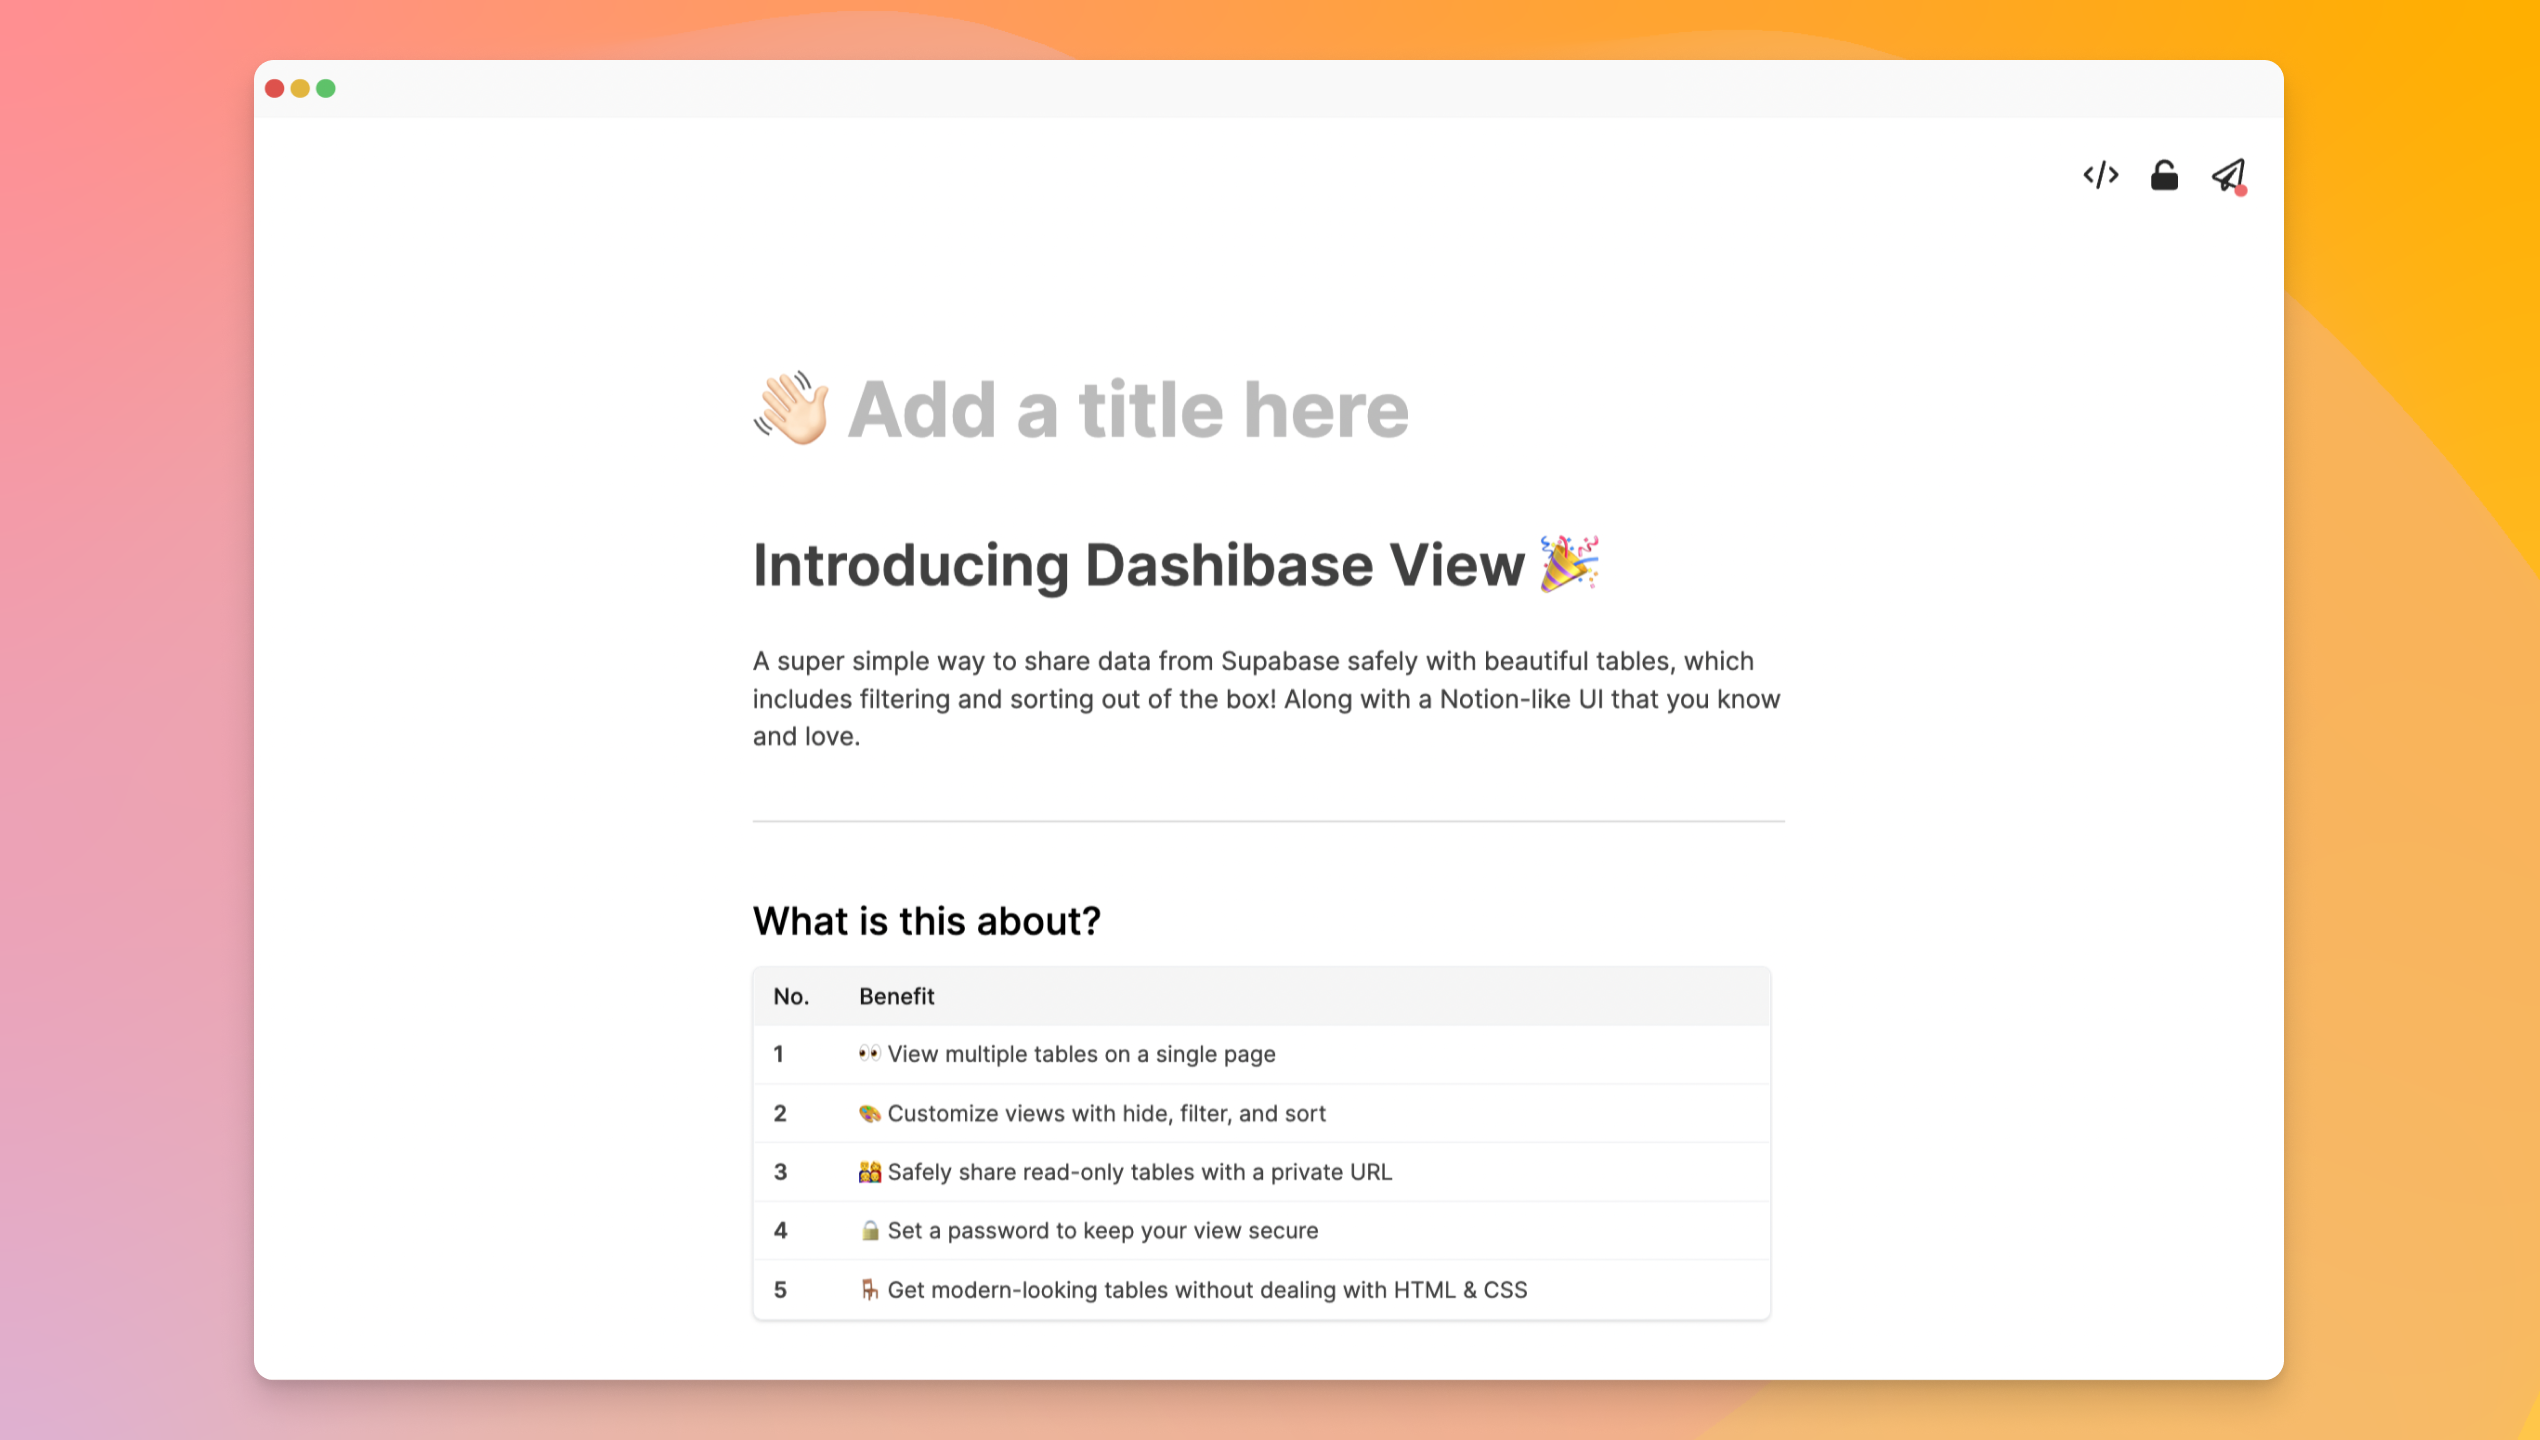 👋🏻 Add a title here
Introducing Dashibase View 🎉
A super simple way to share data from Supabase safely with beautiful tables, which
includes filtering and sorting out of the box! Along with a Notion-like UI that you know
and love.
What is this about?
No. Benefit
1 👀 View multiple tables on a single page
2 🎨 Customize views with hide, filter, and sort
3 👨‍👩‍👧‍👦 Safely share read-only tables with a private URL
4 🔒 Set a password to keep your view secure
5 🪑 Get modern-looking tables without dealing with HTML & CSS